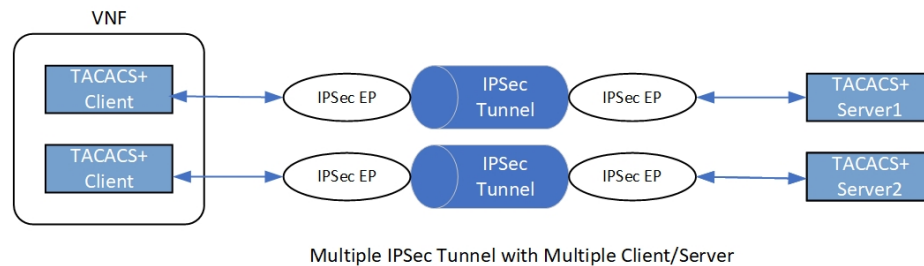 VNF
TACACS+
Client
IPSec EP
IPSec
Tunnel
IPSec EP
TACACS+
Server1
TACACS+
Client
IPSec EP
IPSec
Tunnel
IPSec EP
TACACS+
Server2
Multiple IPSec Tunnel with Multiple Client/Server